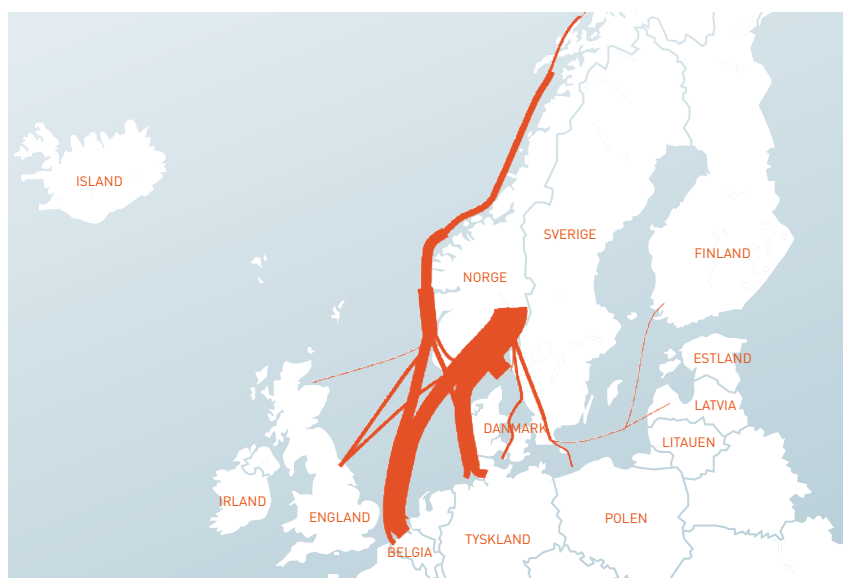 ISLAND
SVERIGE
FINLAND
NORGE
ESTLAND
LATVIA
DANMARK
LITAUEN
IRLAND
ENGLAND
POLEN
TYSKLAND
BELGIA